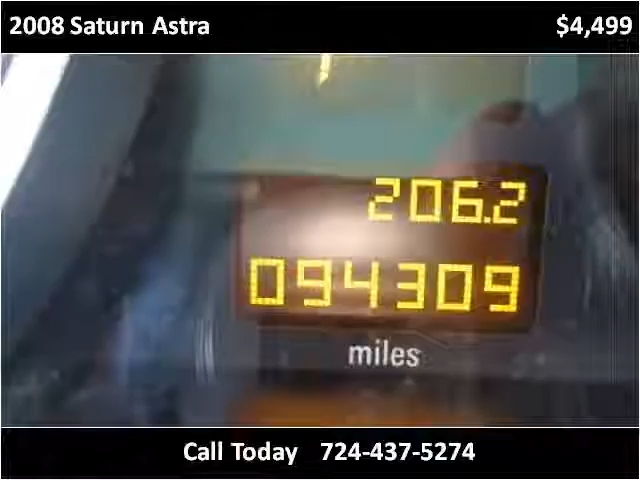 2008 Saturn Astra $4,499
206.2
094309
miles
Call Today 724-437-5274